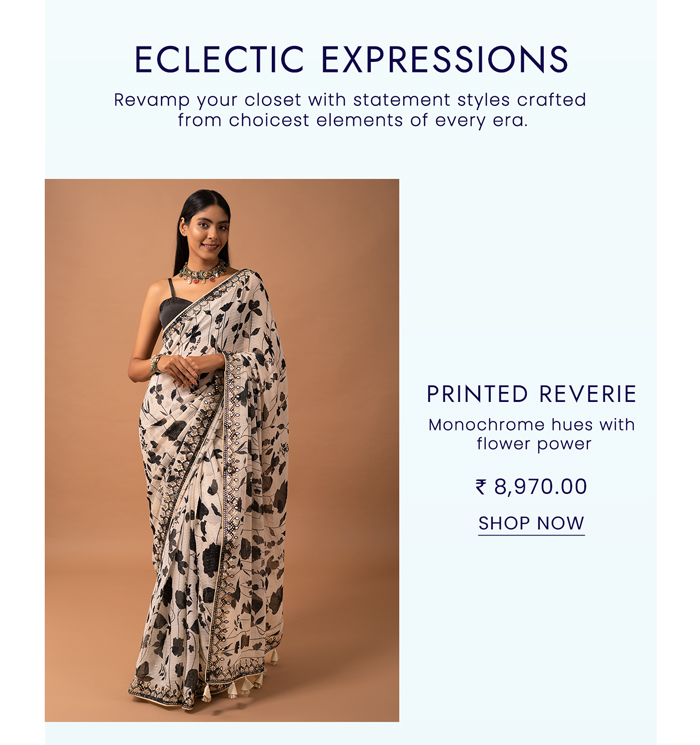 ECLECTIC EXPRESSIONS
Revamp your closet with statement styles crafted
from choicest elements of every era.
PRINTED REVERIE
Monochrome hues with
flower power
₹ 8,970.00
SHOP NOW